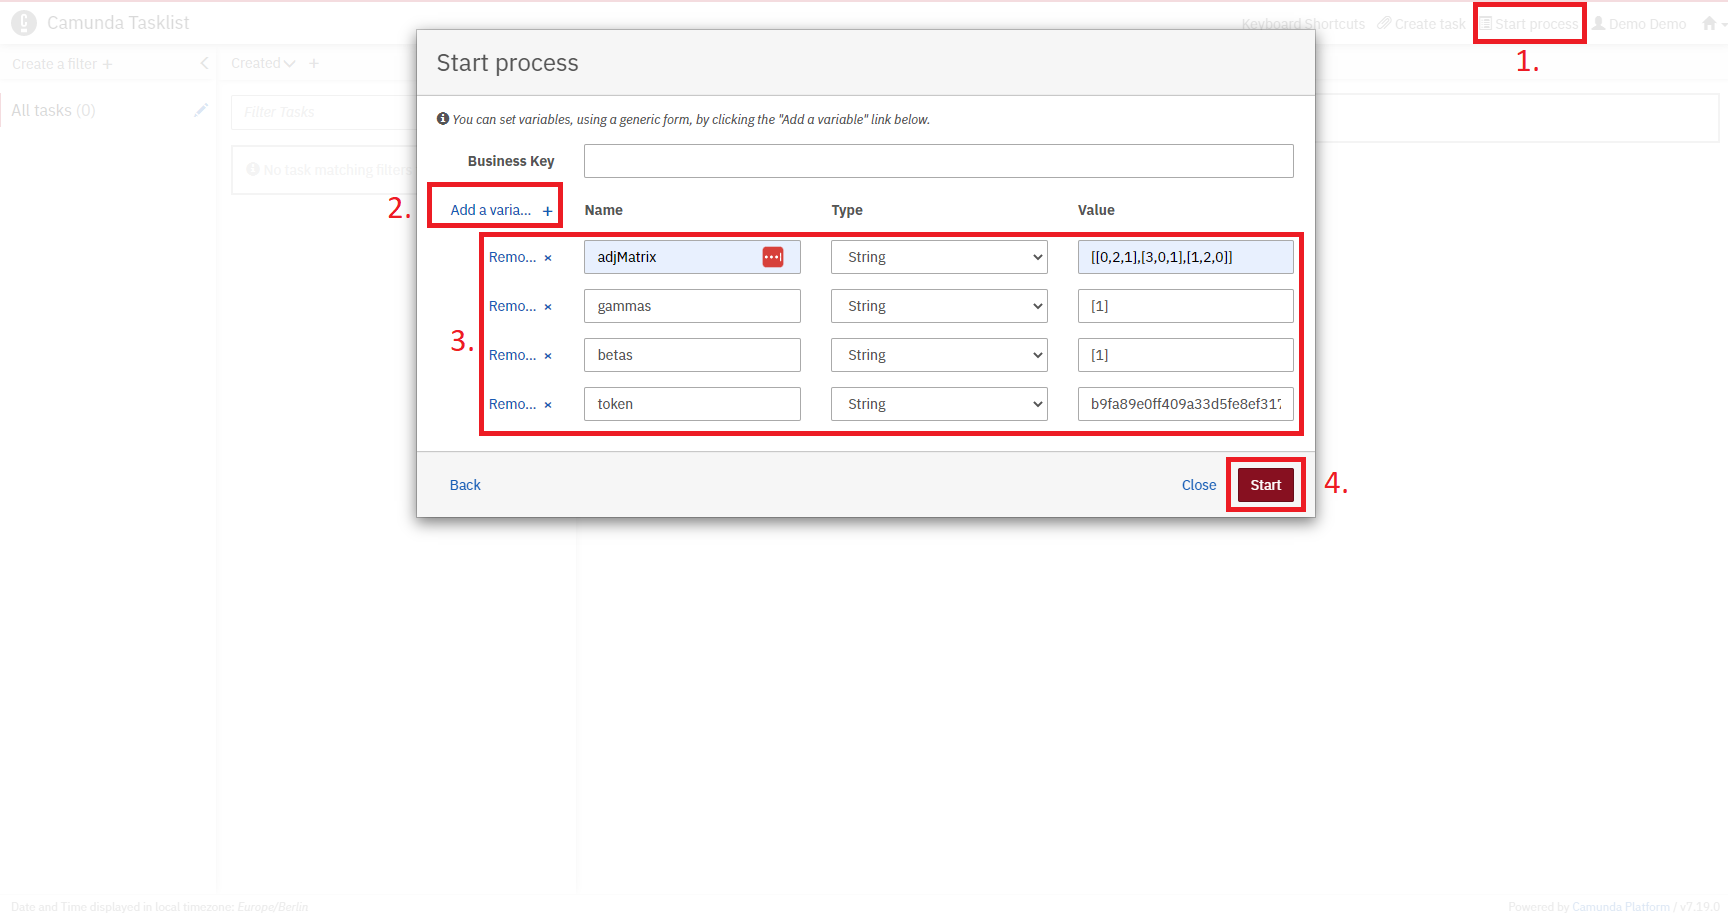 Camunda Tasklist
Keyboard Shortcuts Create task Start process Demo Demo
1.
Create a filter +
Created +
All tasks (0)
Filter Tasks
No task matching filters
Start process
You can set variables, using a generic form, by clicking the "Add a variable" link below.
Business Key
2.
Add a varia... + Name Type Value
3.
Remo... × adjMatrix String [[0,2,1],[3,0,1],[1,2,0]]
Remo... × gammas String [1]
Remo... × betas String [1]
Remo... × token String b9fa89e0ff409a33d5fe8ef317
Back Close Start
4.
Date and Time displayed in local timezone: Europe/Berlin
Powered by Camunda Platform / v7.19.0